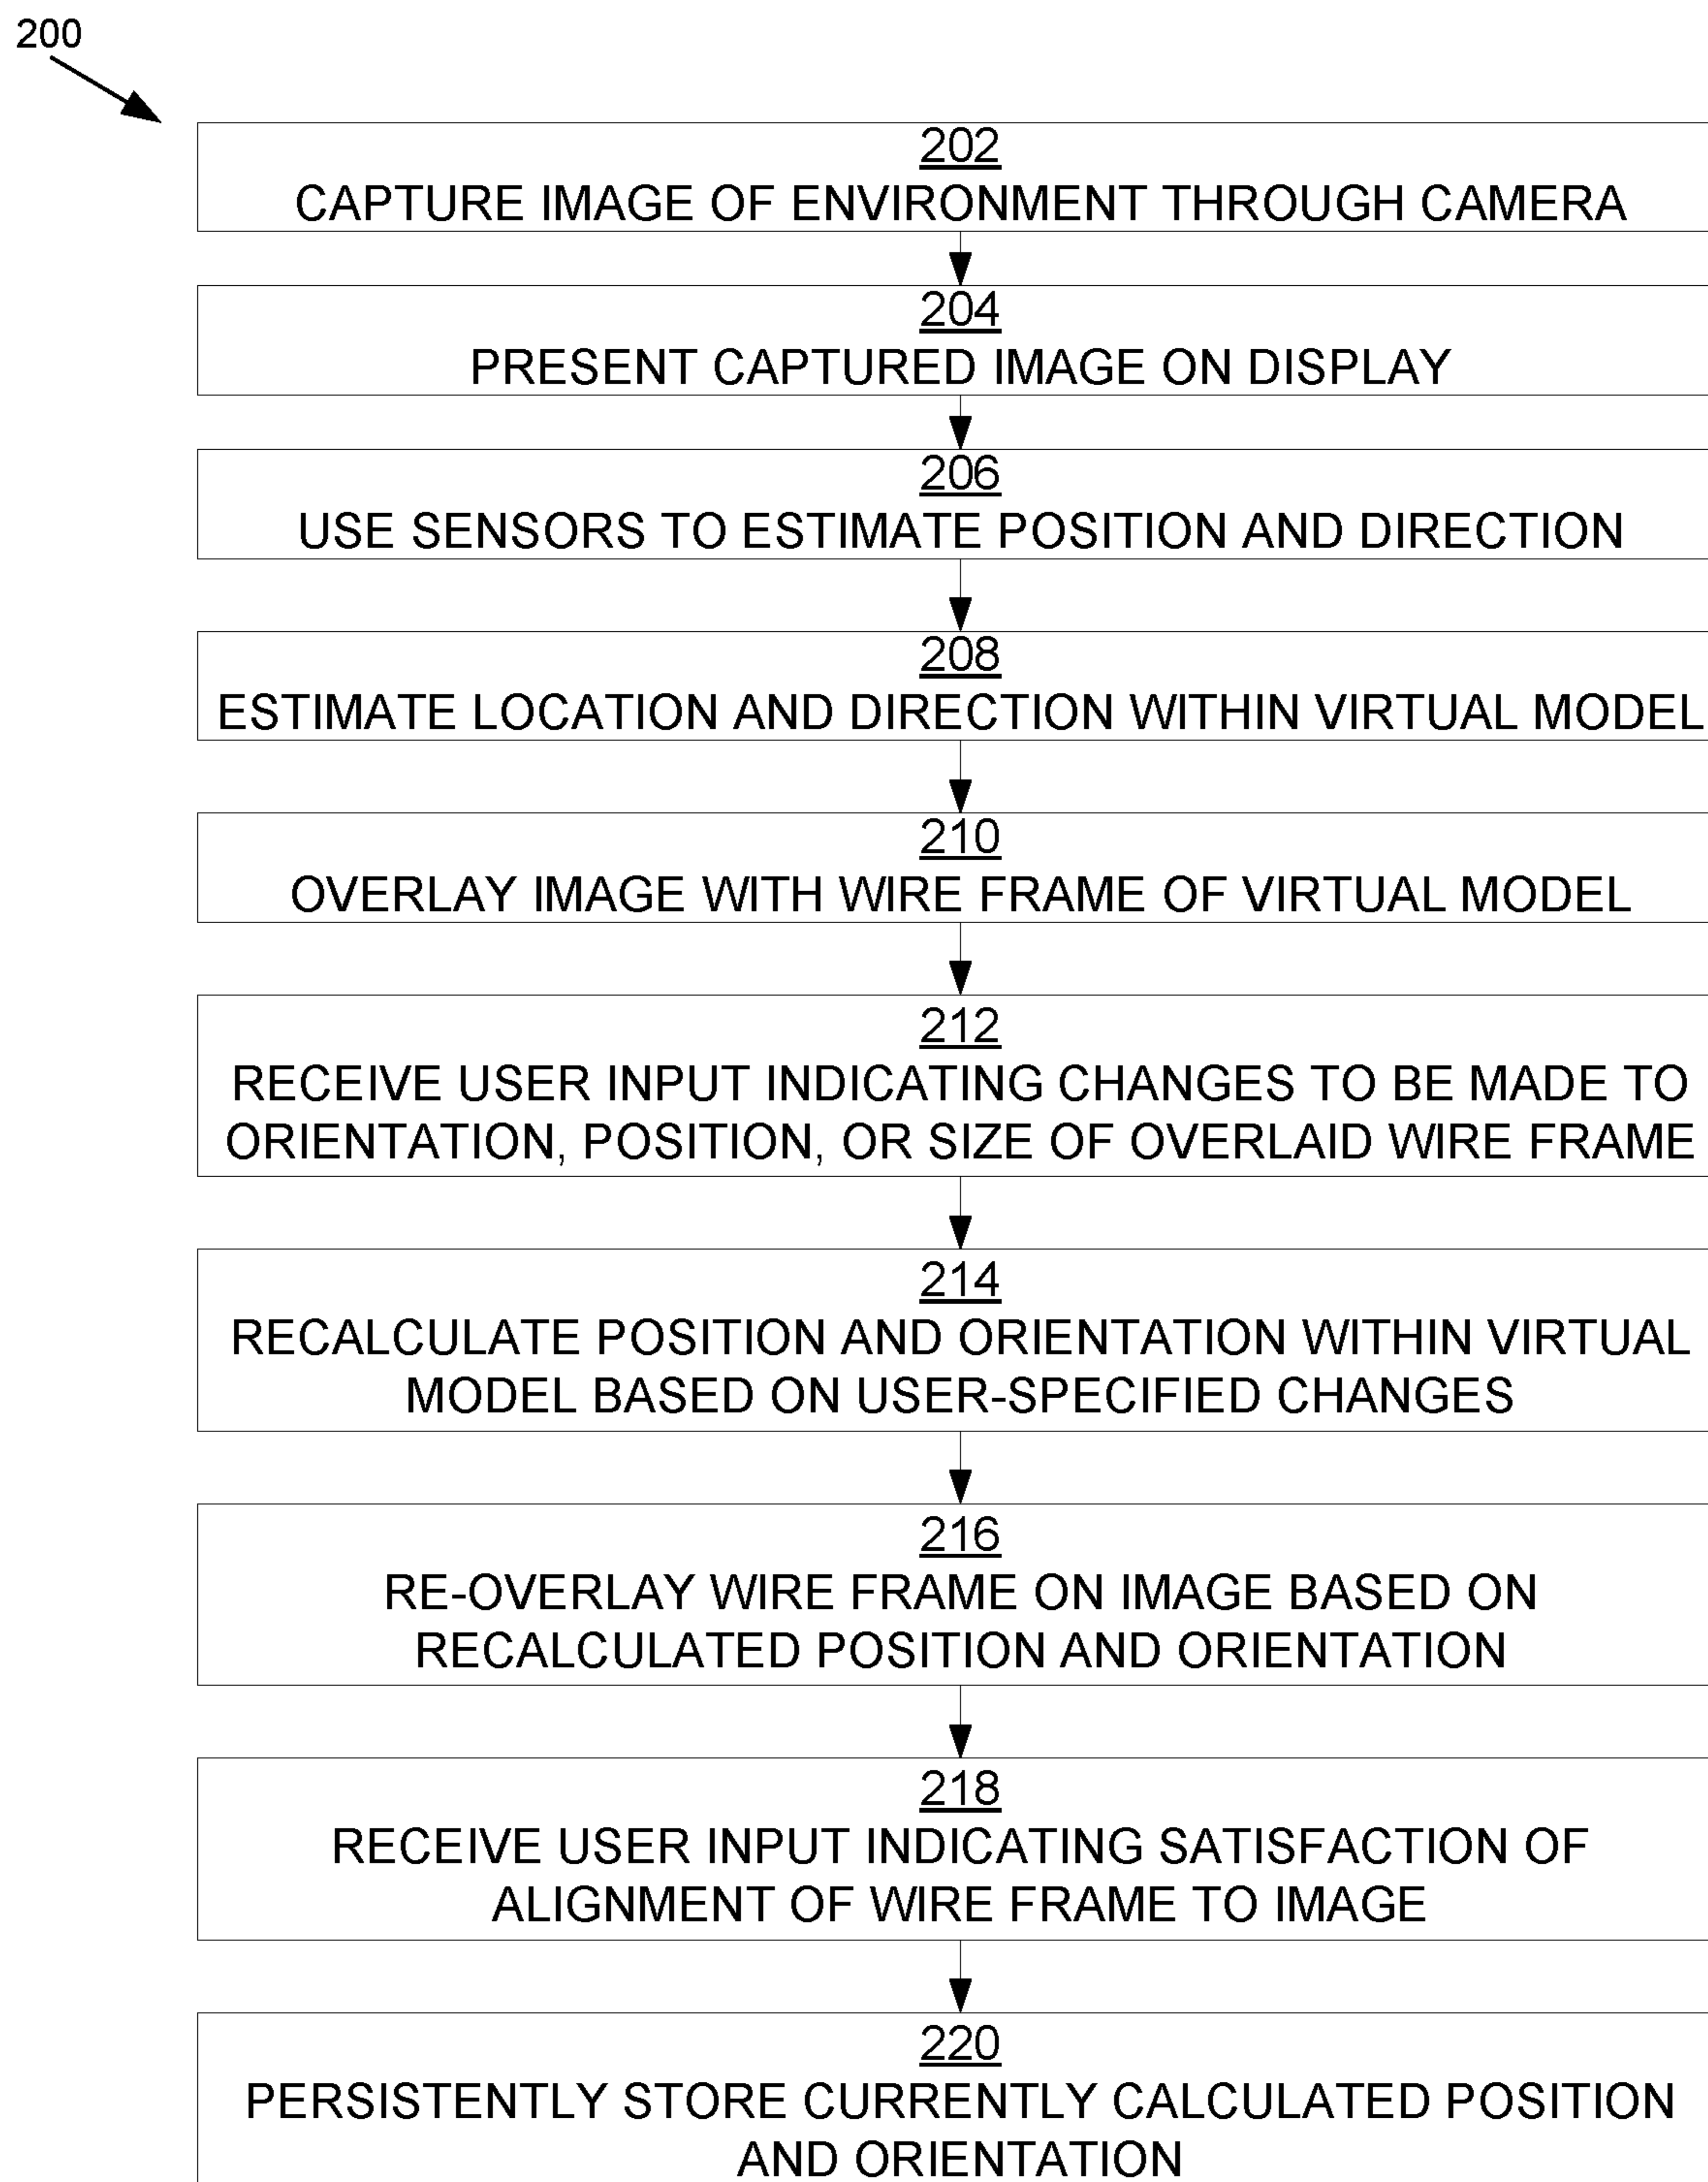 200
202
CAPTURE IMAGE OF ENVIRONMENT THROUGH CAMERA
204
PRESENT CAPTURED IMAGE ON DISPLAY
206
USE SENSORS TO ESTIMATE POSITION AND DIRECTION
208
ESTIMATE LOCATION AND DIRECTION WITHIN VIRTUAL MODEL
210
OVERLAY IMAGE WITH WIRE FRAME OF VIRTUAL MODEL
212
RECEIVE USER INPUT INDICATING CHANGES TO BE MADE TO
ORIENTATION, POSITION, OR SIZE OF OVERLAID WIRE FRAME
214
RECALCULATE POSITION AND ORIENTATION WITHIN VIRTUAL
MODEL BASED ON USER-SPECIFIED CHANGES
216
RE-OVERLAY WIRE FRAME ON IMAGE BASED ON
RECALCULATED POSITION AND ORIENTATION
218
RECEIVE USER INPUT INDICATING SATISFACTION OF
ALIGNMENT OF WIRE FRAME TO IMAGE
220
PERSISTENTLY STORE CURRENTLY CALCULATED POSITION
AND ORIENTATION